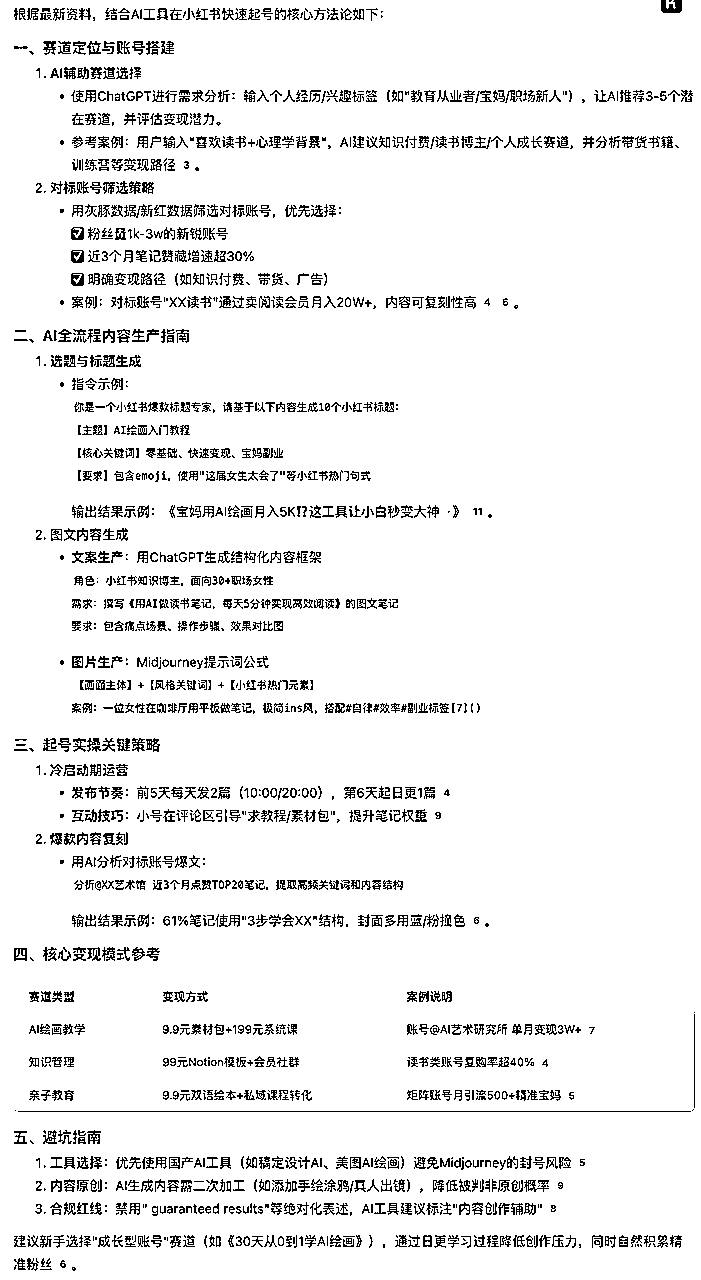 根据最新资料，结合AI工具在小红书快速起号的核心方法论如下：
一、赛道定位与账号搭建
1. AI辅助赛道选择
• 使用ChatGPT进行需求分析：输入个人经历/兴趣标签（如"教育从业者/宝妈/职场新人"），让AI推荐3-5个潜
在赛道，并评估变现潜力。
• 参考案例：用户输入"喜欢读书+心理学背景"，AI建议知识付费/读书博主/个人成长赛道，并分析带货书籍、
训练营等变现路径 3 。
2. 对标账号筛选策略
• 用灰豚数据/新红数据筛选对标账号，优先选择：
☑ 粉丝量1k-3w的新锐账号
☑ 近3个月笔记赞藏增速超30%
☑ 明确变现路径（如知识付费、带货、广告）
• 案例：对标账号"XX读书"通过卖阅读会员月入20W+，内容可复刻性高 4 6 。
二、AI全流程内容生产指南
1. 选题与标题生成
• 指令示例：
你是一个小红书爆款标题专家，请基于以下内容生成10个小红书标题：
【主题】AI绘画入门教程
【核心关键词】零基础、快速变现、宝妈副业
【要求】包含emoji，使用"这届女生太会了"等小红书热门句式
输出结果示例：《宝妈用AI绘画月入5K⁉这工具让小白秒变大神 ·》 11 。
2. 图文内容生成
• 文案生产：用ChatGPT生成结构化内容框架
角色：小红书知识博主，面向30+职场女性
需求：撰写《用AI做读书笔记，每天5分钟实现高效阅读》的图文笔记
要求：包含痛点场景、操作步骤、效果对比图
• 图片生产：Midjourney提示词公式
【画面主体】+【风格关键词】+【小红书热门元素】
案例：一位女性在咖啡厅用平板做笔记，极简ins风，搭配#自律#效率#副业标签[7]()
三、起号实操关键策略
1. 冷启动期运营
• 发布节奏：前5天每天发2篇（10:00/20:00），第6天起日更1篇 4
• 互动技巧：小号在评论区引导"求教程/素材包"，提升笔记权重 9
2. 爆款内容复刻
• 用AI分析对标账号爆文：
分析@XX艺术馆 近3个月点赞TOP20笔记，提取高频关键词和内容结构
输出结果示例：61%笔记使用"3步学会XX"结构，封面多用蓝/粉撞色 6 。
四、核心变现模式参考
赛道类型 变现方式 案例说明
AI绘画教学 9.9元素材包+199元系统课 账号@AI艺术研究所 单月变现3W+ 7
知识管理 99元Notion模板+会员社群 读书类账号复购率超40% 4
亲子教育 9.9元双语绘本+私域课程转化 矩阵账号月引流500+精准宝妈 5
五、避坑指南
1. 工具选择：优先使用国产AI工具（如稿定设计AI、美图AI绘画）避免Midjourney的封号风险 5
2. 内容原创：AI生成内容需二次加工（如添加手绘涂鸦/真人出镜），降低被判非原创概率 9
3. 合规红线：禁用" guaranteed results"等绝对化表述，AI工具建议标注"内容创作辅助" 8
建议新手选择"成长型账号"赛道（如《30天从0到1学AI绘画》），通过日更学习过程降低创作压力，同时自然积累精
准粉丝 6 。